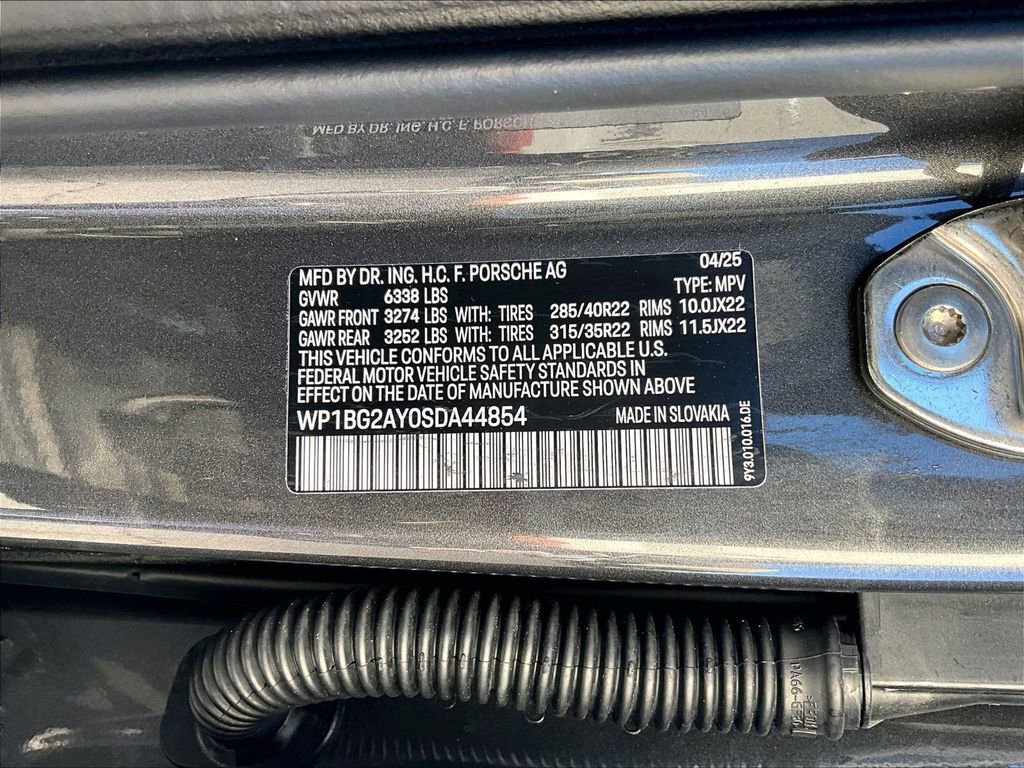 MFD BY DR. ING. H.C. F. PORSCHE AG 04/25
GVWR 6338 LBS TYPE: MPV
GAWR FRONT 3274 LBS WITH: TIRES 285/40R22 RIMS 10.0JX22
GAWR REAR 3252 LBS WITH: TIRES 315/35R22 RIMS 11.5JX22
THIS VEHICLE CONFORMS TO ALL APPLICABLE U.S.
FEDERAL MOTOR VEHICLE SAFETY STANDARDS IN
EFFECT ON THE DATE OF MANUFACTURE SHOWN ABOVE
WP1BG2AY0SDA44854 MADE IN SLOVAKIA
9Y3.010.016.DE